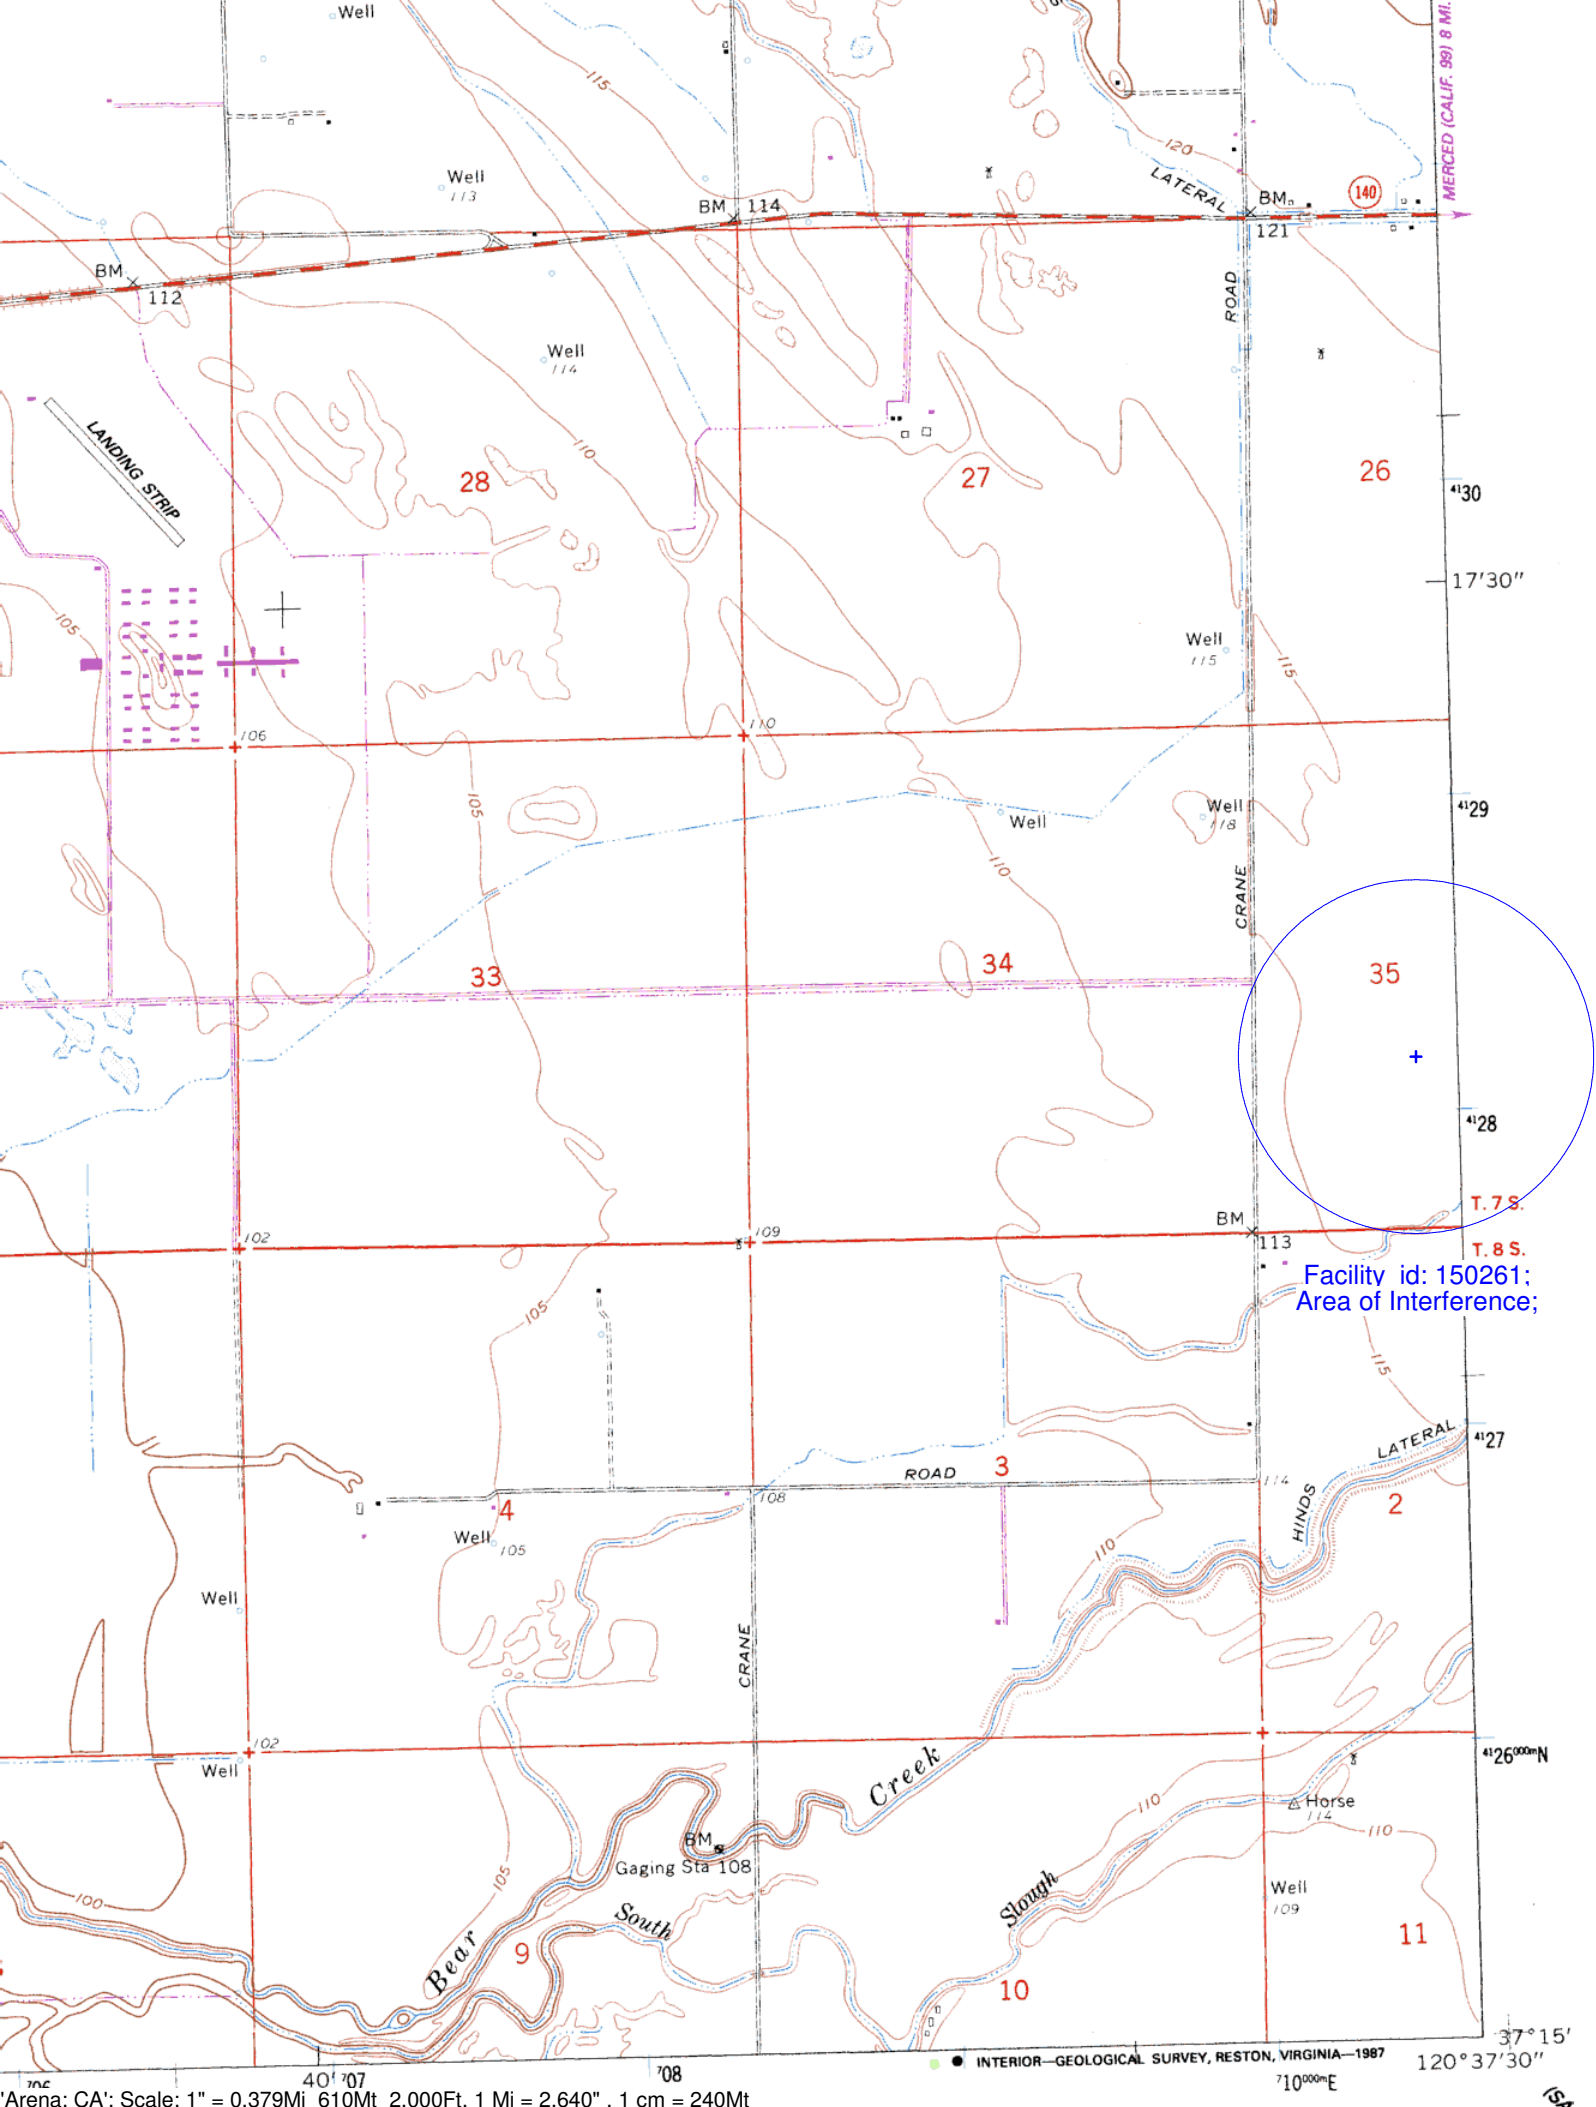 Well
115
MERCED (CALIF. 99) 8 MI.
120
LATERAL
Well
113
BM 114
BM
121
140
BM
112
ROAD
Well
114
LANDING STRIP
110
28
27
26
4130
17'30"
105
Well
115
115
106
110
105
Well
Well
118
4129
110
CRANE
33
34
35
4128
T. 7 S.
BM
113
102
109
T. 8 S.
Facility id: 150261;
Area of Interference;
105
115
LATERAL
4127
ROAD
3
114
108
4
HINDS
2
Well
105
110
Well
CRANE
102
Well
Creek
4126000mN
110
Horse
114
110
BM
Gaging Sta 108
105
100
Slough
Well
109
South
Bear
9
11
10
37°15'
INTERIOR—GEOLOGICAL SURVEY, RESTON, VIRGINIA—1987
120°37'30"
706
40'
707
708
710000mE
'Arena; CA'; Scale: 1" = 0.379Mi 610Mt 2,000Ft, 1 Mi = 2.640" , 1 cm = 240Mt